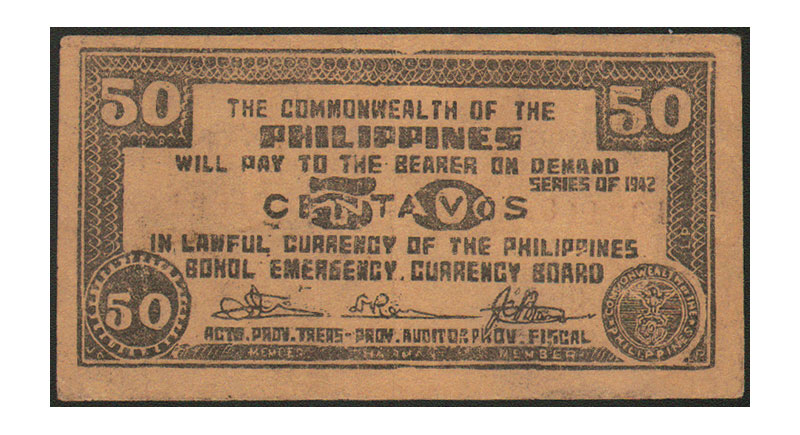 50
50
THE COMMONWEALTH OF THE
PHILIPPINES
WILL PAY TO THE BEARER ON DEMAND
SERIES OF 1942
CENTAVOS
IN LAWFUL CURRENCY OF THE PHILIPPINES
BOHOL EMERGENCY. CURRENCY BOARD
50
COMMONWEALTH
PHILIPPINES
ACTG. PROV. TREAS- PROV. AUDITOR PROV. FISCAL
MEMBER
MEMBER